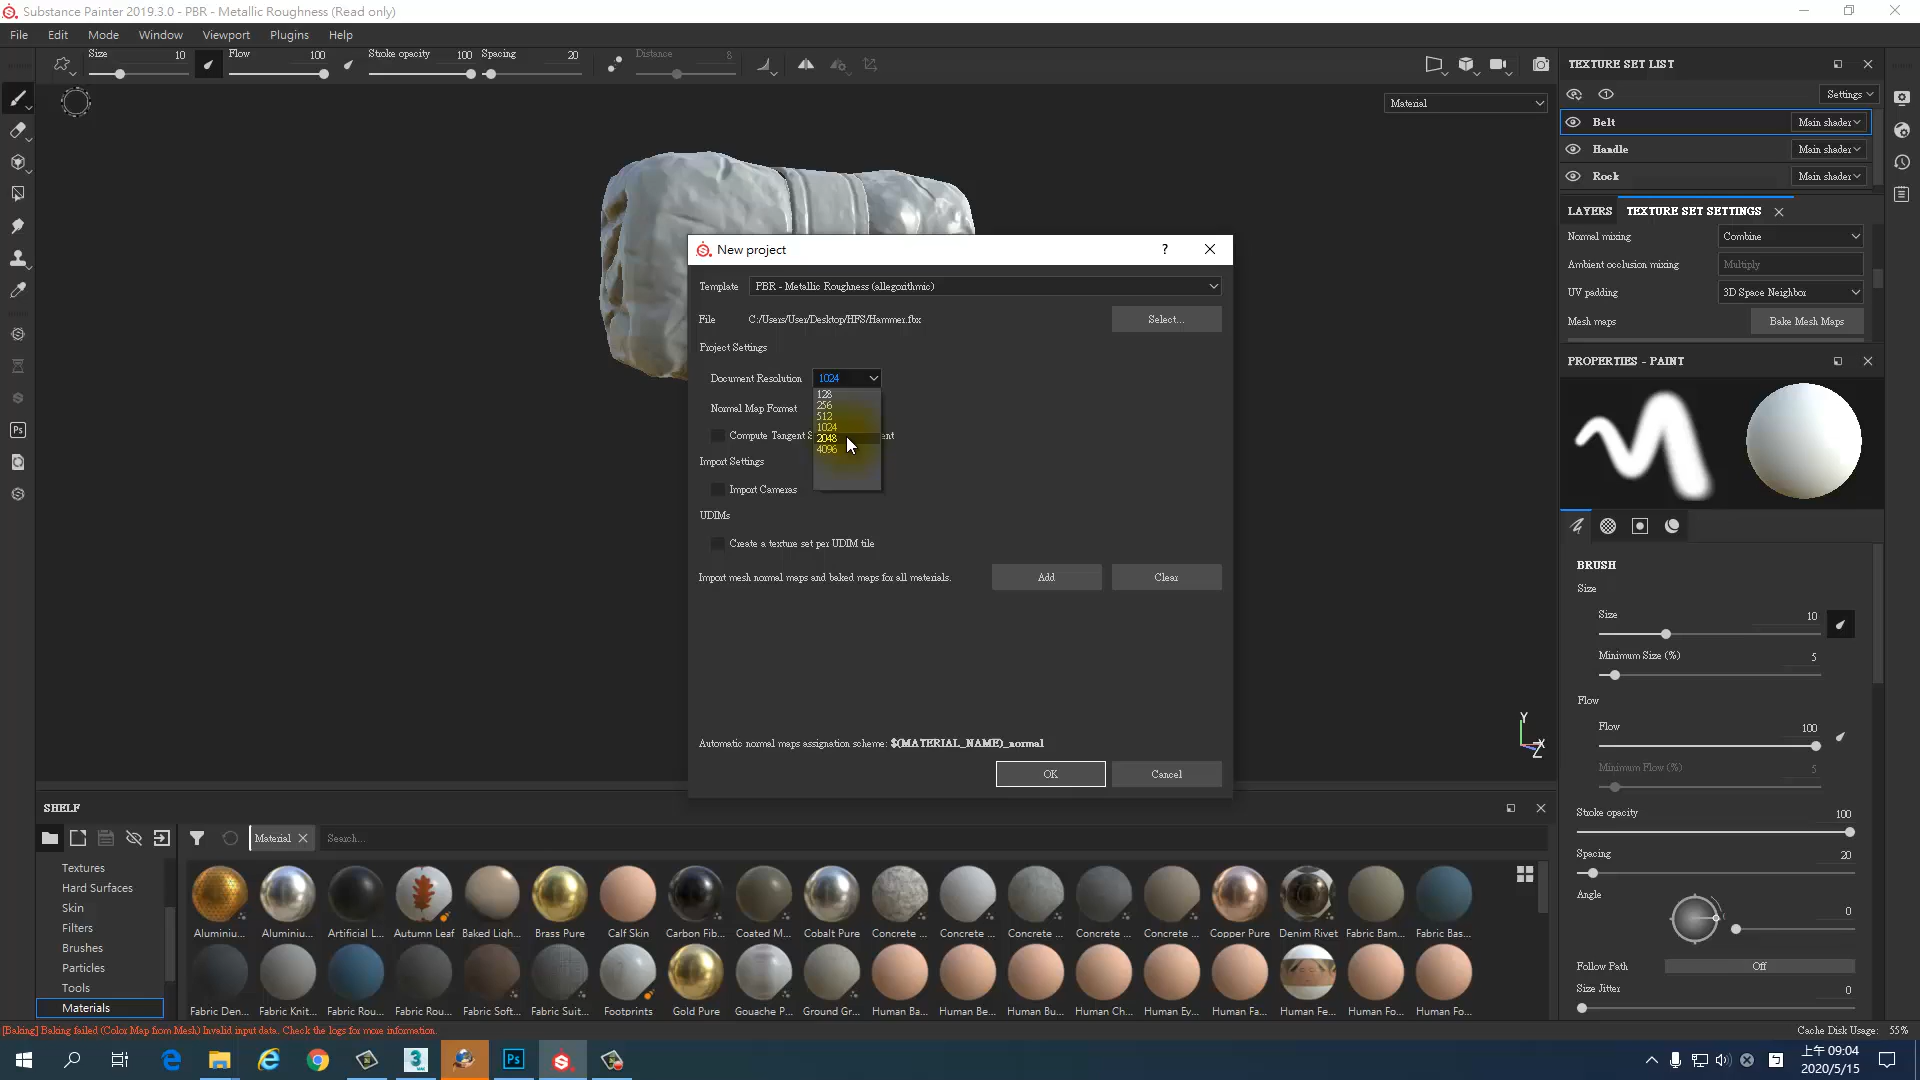 Substance Painter 2019.3.0 - PBR - Metallic Roughness (Read only)
File Edit Mode Window Viewport Plugins Help
Size 10 Flow 100 Stroke opacity 100 Spacing 20 Distance 8
Material
TEXTURE SET LIST
Settings
Belt Main shader
Handle Main shader
Rock Main shader
LAYERS TEXTURE SET SETTINGS
Normal mixing Combine
Ambient occlusion mixing Multiply
UV padding 3D Space Neighbor
Mesh maps Bake Mesh Maps
New project ?
Template PBR - Metallic Roughness (allegorithmic)
File C:/Users/User/Desktop/HFS/Hammer.fbx Select...
Project Settings
Document Resolution 1024
128
256
512
1024
2048
4096
Normal Map Format
Compute Tangent S ent
Import Settings
Import Cameras
UDIMs
Create a texture set per UDIM tile
Import mesh normal maps and baked maps for all materials. Add Clear
Automatic normal maps assignation scheme: $(MATERIAL_NAME)_normal
OK Cancel
Y
X
Z
PROPERTIES - PAINT
BRUSH
Size
Size 10
Minimum Size (%) 5
Flow
Flow 100
Minimum Flow (%) 5
Stroke opacity 100
Spacing 20
Angle 0
Follow Path Off
Size Jitter 0
SHELF
Material Search...
Textures
Hard Surfaces
Skin
Filters
Brushes
Particles
Tools
Materials
Aluminiu... Aluminiu... Artificial L... Autumn Leaf Baked Ligh... Brass Pure Calf Skin Carbon Fib... Coated M... Cobalt Pure Concrete ... Concrete ... Concrete ... Concrete ... Concrete ... Copper Pure Denim Rivet Fabric Bam... Fabric Bas...
Fabric Den... Fabric Knit... Fabric Rou... Fabric Rou... Fabric Soft... Fabric Suit... Footprints Gold Pure Gouache P... Ground Gr... Human Ba... Human Be... Human Bu... Human Ch... Human Ey... Human Fa... Human Fe... Human Fo... Human Fo...
[Baking] Baking failed (Color Map from Mesh) Invalid input data. Check the logs for more information.
Cache Disk Usage: 55%
Ps
3
Ps
上午 09:04
2020/5/15